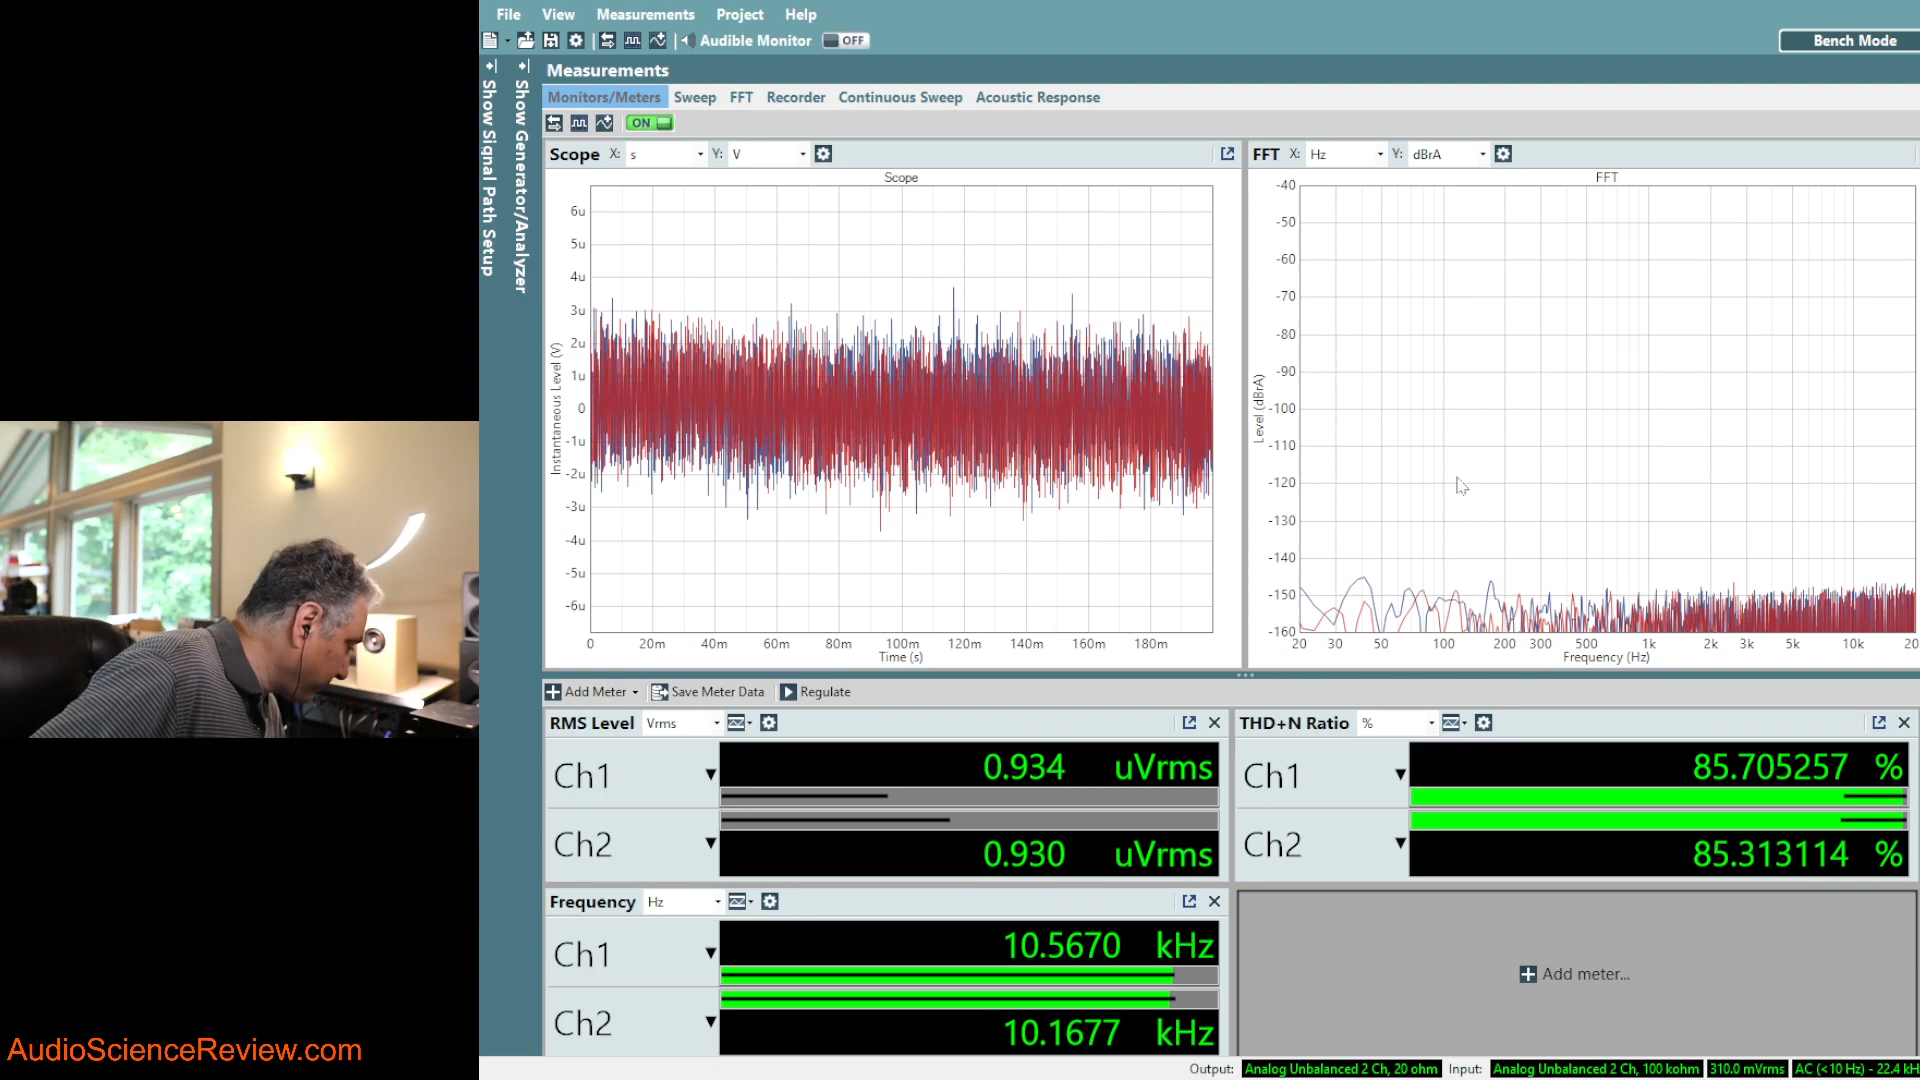 File View Measurements Project Help
Audible Monitor OFF
Bench Mode
Show Signal Path Setup
Show Generator/Analyzer
Measurements
Monitors/Meters Sweep FFT Recorder Continuous Sweep Acoustic Response
ON
Scope X: s Y: V
Scope
Instantaneous Level (V)
6u
5u
4u
3u
2u
1u
0
-1u
-2u
-3u
-4u
-5u
-6u
0 20m 40m 60m 80m 100m 120m 140m 160m 180m
Time (s)
FFT X: Hz Y: dBrA
FFT
Level (dBrA)
-40
-50
-60
-70
-80
-90
-100
-110
-120
-130
-140
-150
-160
20 30 50 100 200 300 500 1k 2k 3k 5k 10k 20
Frequency (Hz)
Add Meter Save Meter Data Regulate
RMS Level Vrms
Ch1 0.934 uVrms
Ch2 0.930 uVrms
THD+N Ratio %
Ch1 85.705257 %
Ch2 85.313114 %
Frequency Hz
Ch1 10.5670 kHz
Ch2 10.1677 kHz
Add meter...
AudioScienceReview.com
Output: Analog Unbalanced 2 Ch, 20 ohm Input: Analog Unbalanced 2 Ch, 100 kohm 310.0 mVrms AC (<10 Hz) - 22.4 kH